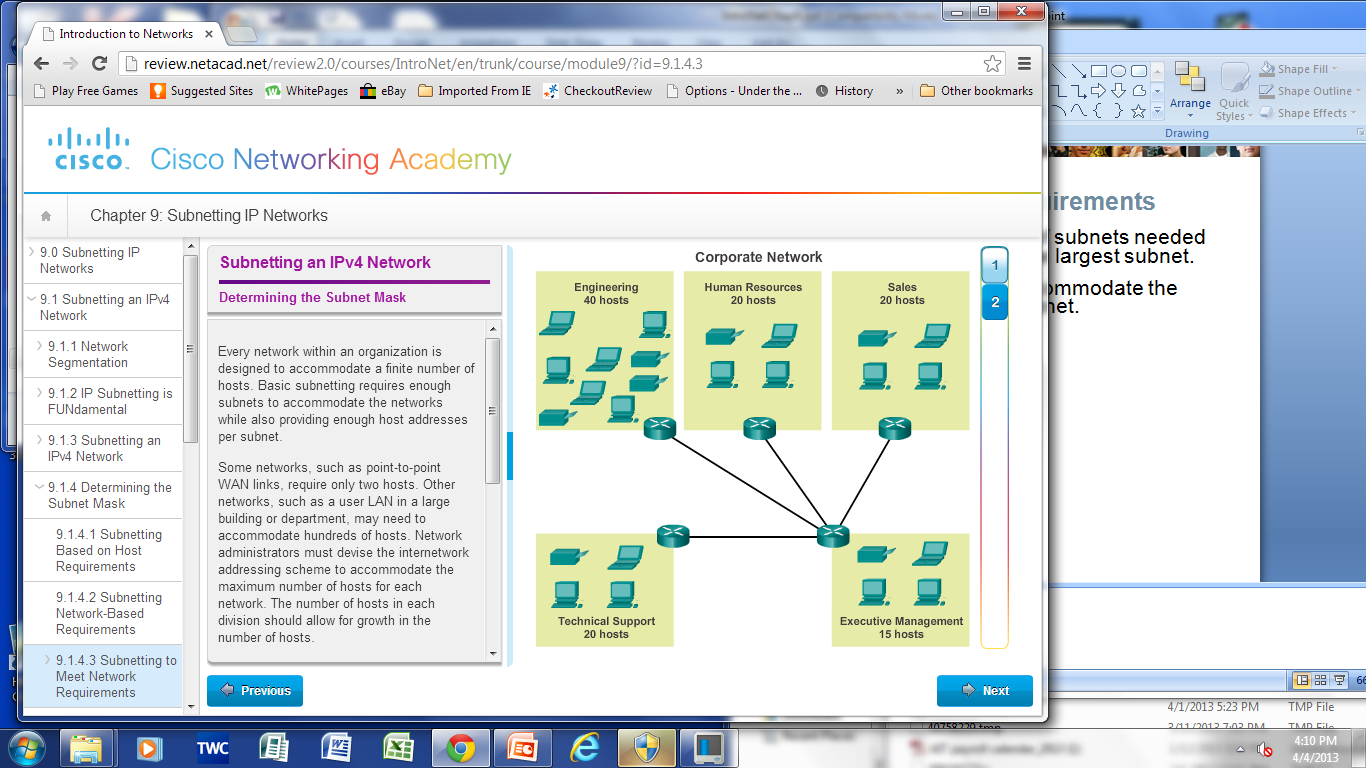 Introduction to Networks
int
review.netacad.net/review2.0/courses/IntroNet/en/trunk/course/module9/?id=9.1.4.3
Play Free Games
Suggested Sites
WhitePages
eBay
Imported From IE
CheckoutReview
Options - Under the ...
History
»
Other bookmarks
Arrange
Quick
Styles
Shape Fill
Shape Outline
Shape Effects
Drawing
CISCO
Cisco Networking Academy
Chapter 9: Subnetting IP Networks
9.0 Subnetting IP
Networks
9.1 Subnetting an IPv4
Network
9.1.1 Network
Segmentation
9.1.2 IP Subnetting is
FUNdamental
9.1.3 Subnetting an
IPv4 Network
9.1.4 Determining the
Subnet Mask
9.1.4.1 Subnetting
Based on Host
Requirements
9.1.4.2 Subnetting
Network-Based
Requirements
9.1.4.3 Subnetting to
Meet Network
Requirements
Subnetting an IPv4 Network
Determining the Subnet Mask
Every network within an organization is
designed to accommodate a finite number of
hosts. Basic subnetting requires enough
subnets to accommodate the networks
while also providing enough host addresses
per subnet.
Some networks, such as point-to-point
WAN links, require only two hosts. Other
networks, such as a user LAN in a large
building or department, may need to
accommodate hundreds of hosts. Network
administrators must devise the internetwork
addressing scheme to accommodate the
maximum number of hosts for each
network. The number of hosts in each
division should allow for growth in the
number of hosts.
Previous
Corporate Network
Engineering
40 hosts
Human Resources
20 hosts
Sales
20 hosts
Technical Support
20 hosts
Executive Management
15 hosts
1
2
Next
irements
subnets needed
largest subnet.
ommodate the
net.
66
4/1/2013 5:23 PM
TMP File
3/11/2013 7:03 PM
TMP File
40758229.tmp
TWC
4:10 PM
4/4/2013